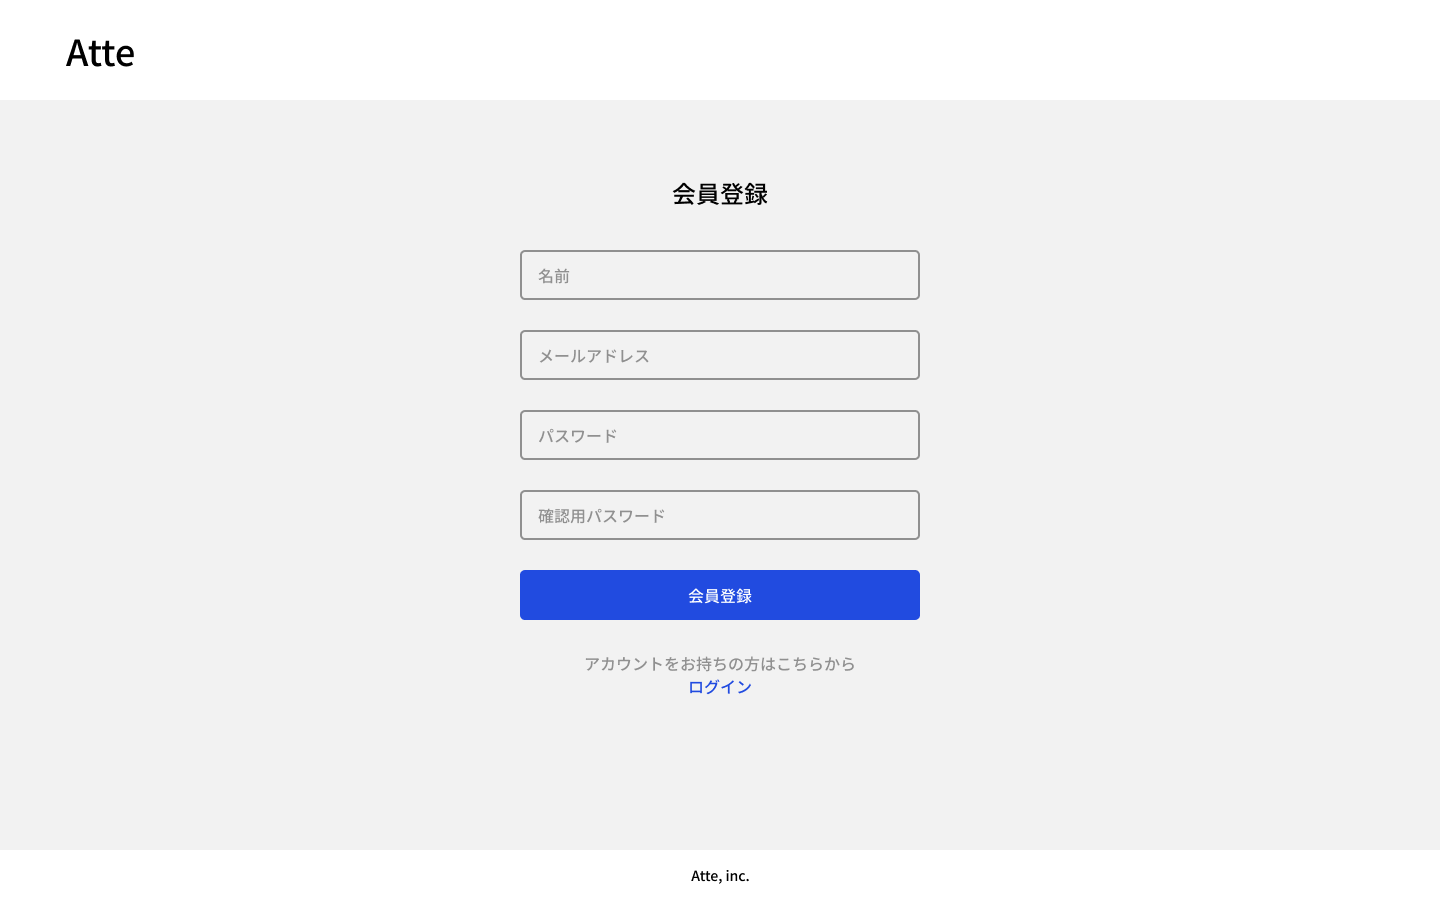 Atte
会員登録
名前
メールアドレス
パスワード
確認用パスワード
会員登録
アカウントをお持ちの方はこちらから
ログイン
Atte, inc.